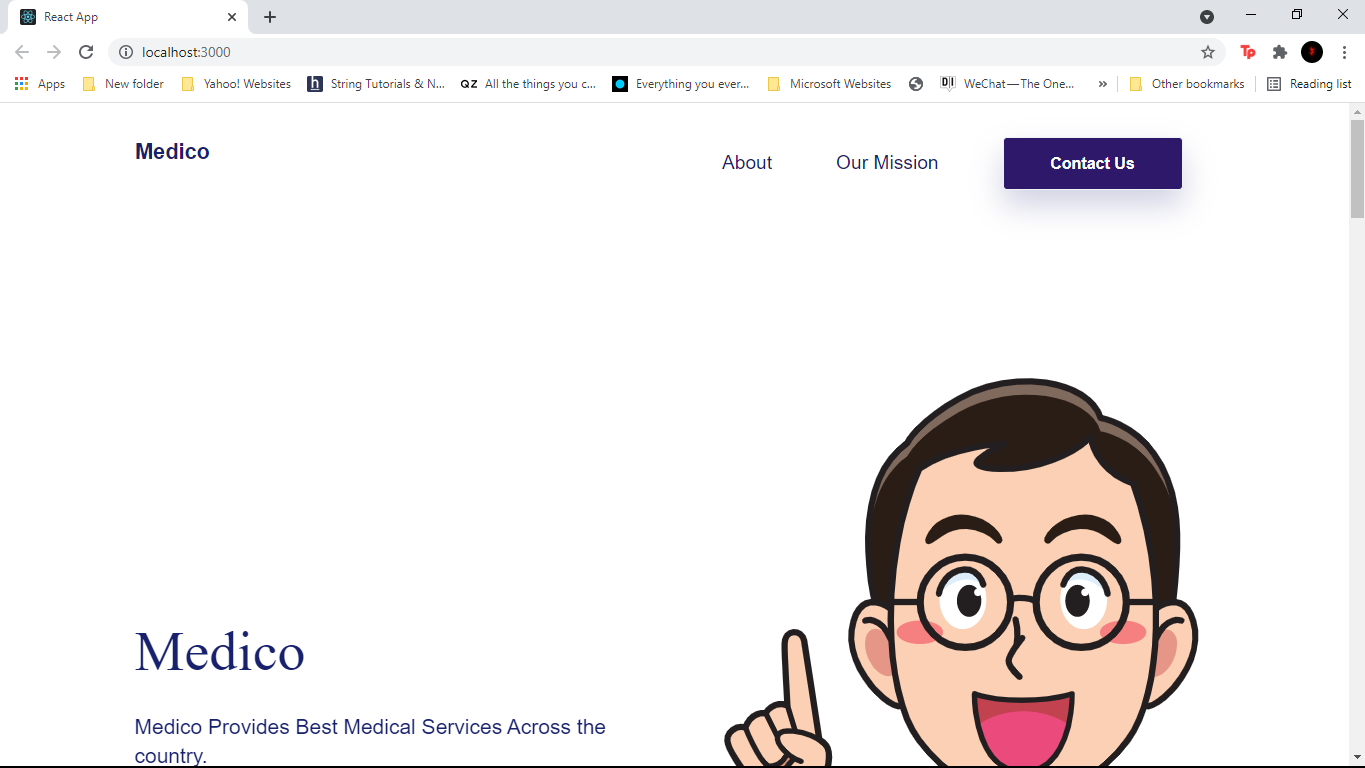 React App
localhost:3000
Tp
Apps New folder Yahoo! Websites h String Tutorials & N... QZ All the things you c... Everything you ever... Microsoft Websites D|I WeChat — The One... » Other bookmarks Reading list
Medico
About Our Mission Contact Us
Medico
Medico Provides Best Medical Services Across the
country.